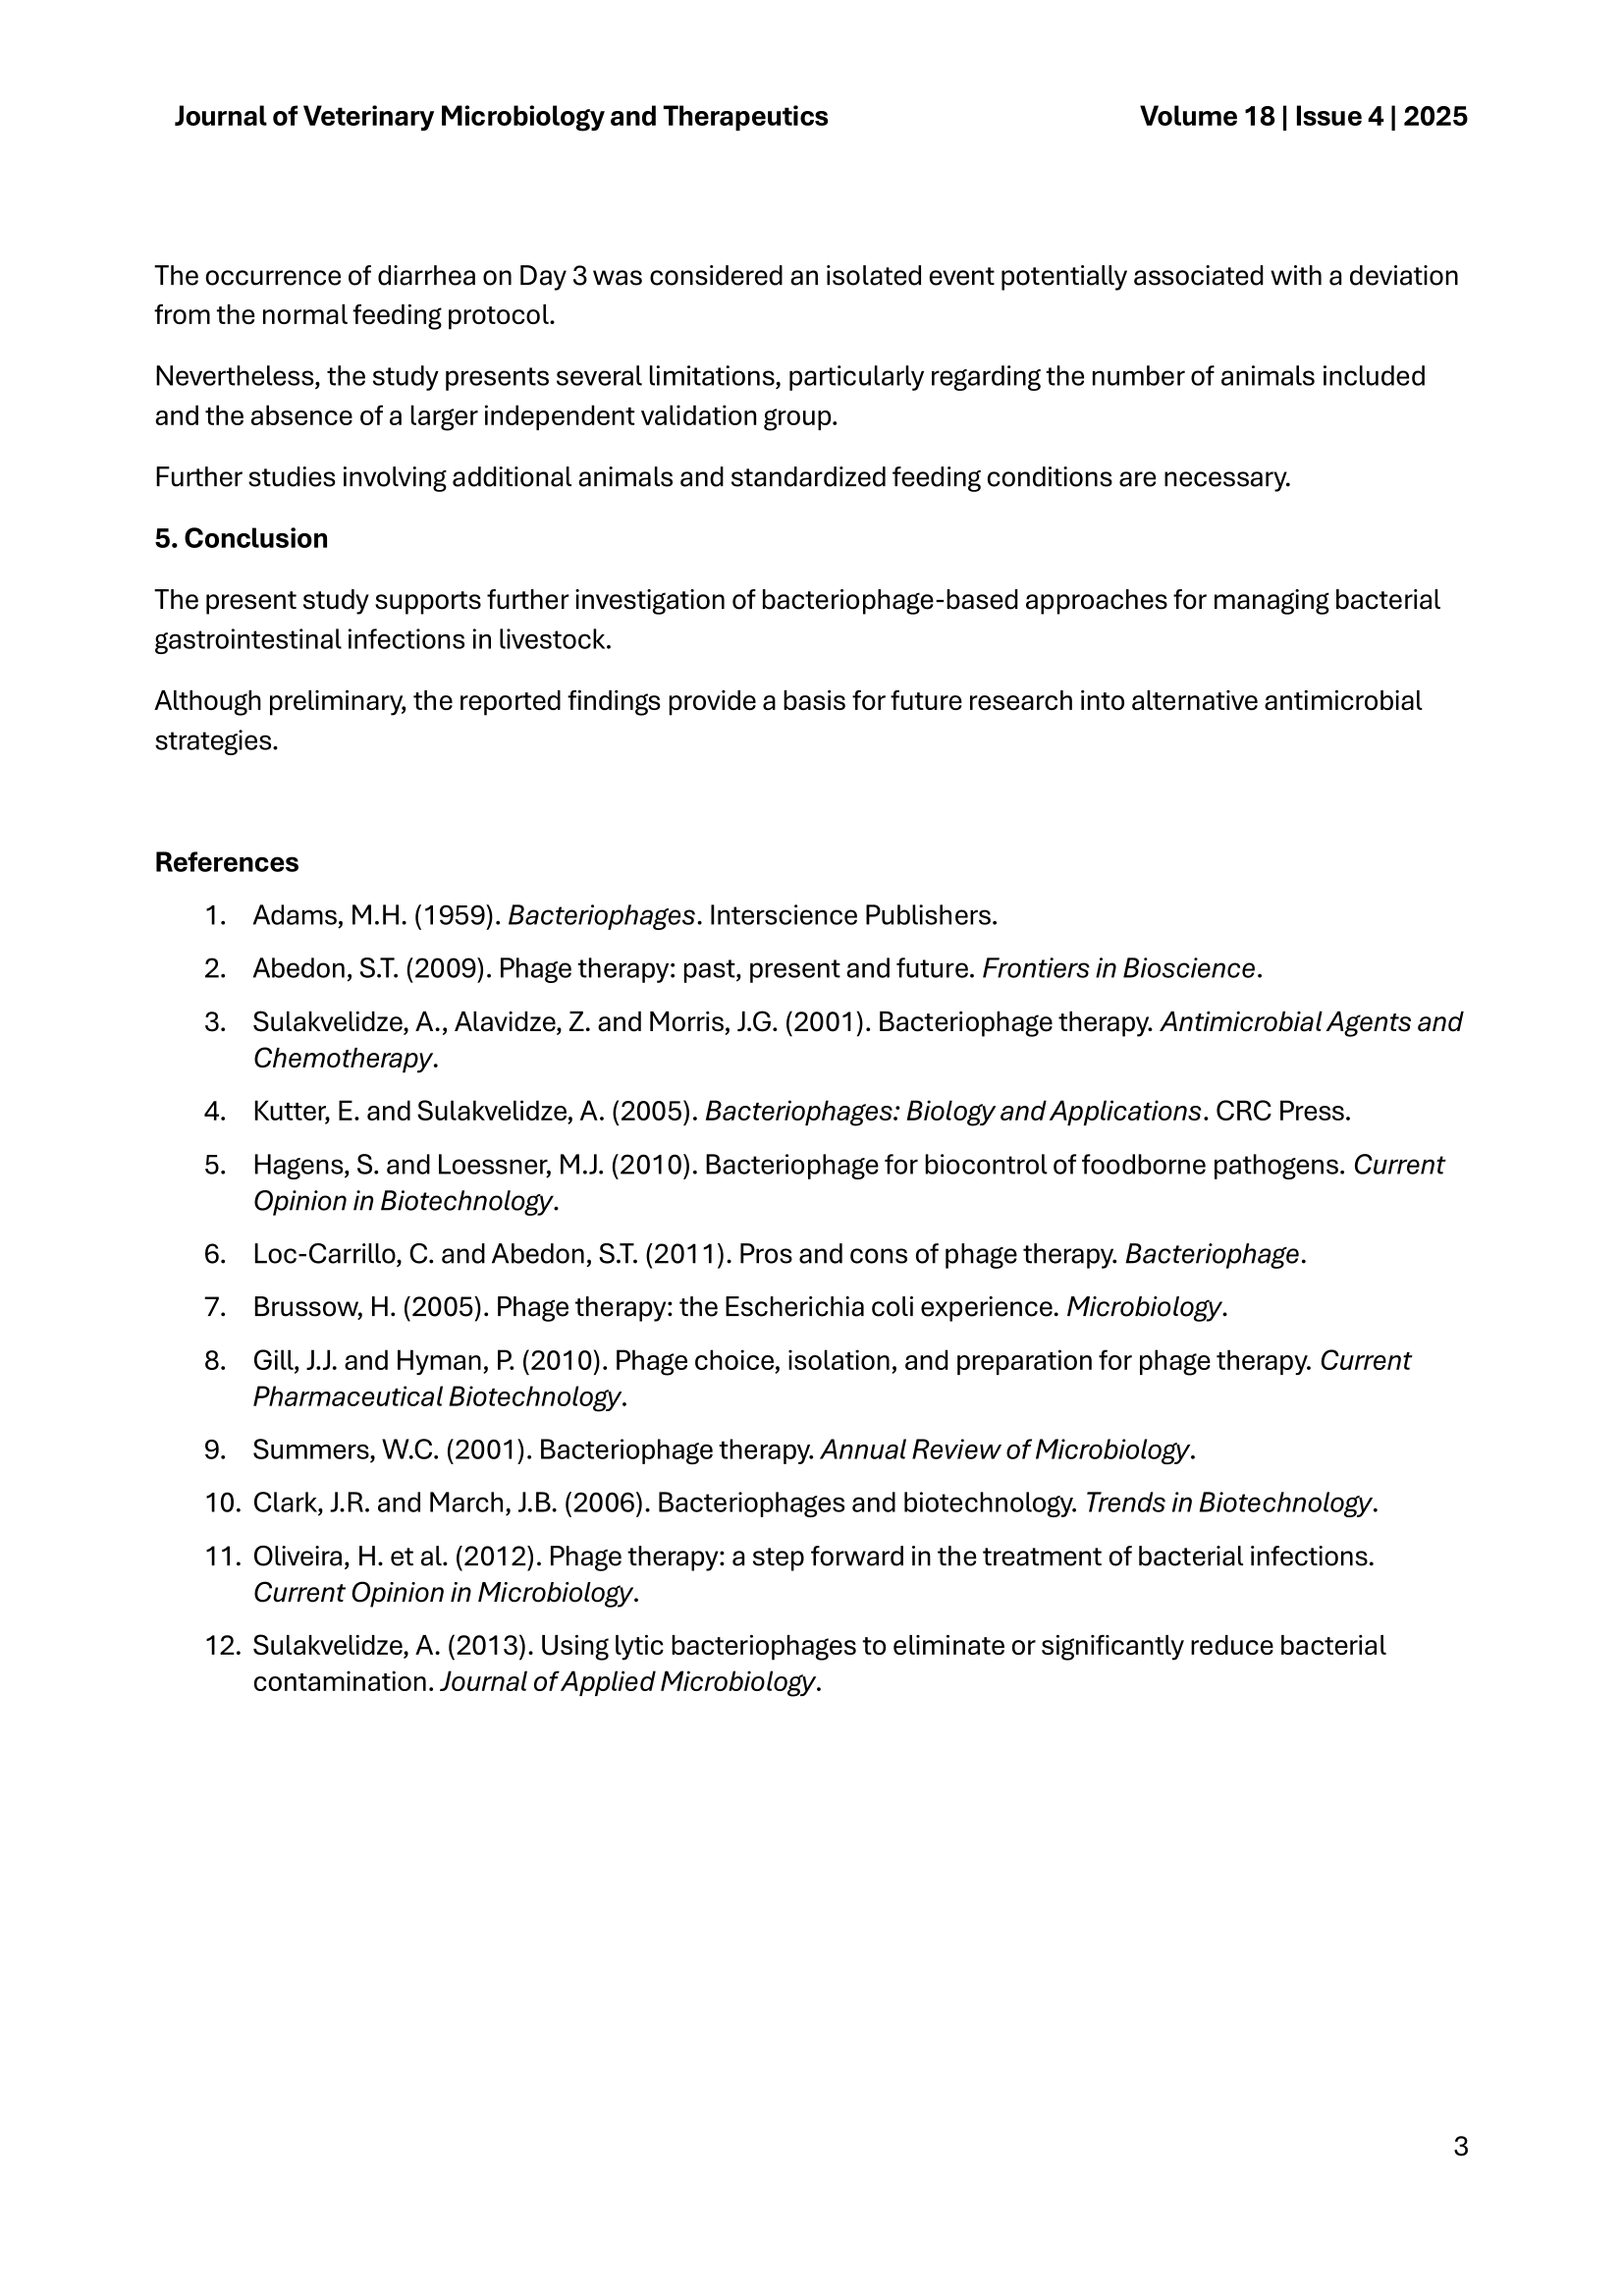 Journal of Veterinary Microbiology and Therapeutics Volume 18 | Issue 4 | 2025
The occurrence of diarrhea on Day 3 was considered an isolated event potentially associated with a deviation
from the normal feeding protocol.
Nevertheless, the study presents several limitations, particularly regarding the number of animals included
and the absence of a larger independent validation group.
Further studies involving additional animals and standardized feeding conditions are necessary.
5. Conclusion
The present study supports further investigation of bacteriophage-based approaches for managing bacterial
gastrointestinal infections in livestock.
Although preliminary, the reported findings provide a basis for future research into alternative antimicrobial
strategies.
References
1. Adams, M.H. (1959). Bacteriophages. Interscience Publishers.
2. Abedon, S.T. (2009). Phage therapy: past, present and future. Frontiers in Bioscience.
3. Sulakvelidze, A., Alavidze, Z. and Morris, J.G. (2001). Bacteriophage therapy. Antimicrobial Agents and
Chemotherapy.
4. Kutter, E. and Sulakvelidze, A. (2005). Bacteriophages: Biology and Applications. CRC Press.
5. Hagens, S. and Loessner, M.J. (2010). Bacteriophage for biocontrol of foodborne pathogens. Current
Opinion in Biotechnology.
6. Loc-Carrillo, C. and Abedon, S.T. (2011). Pros and cons of phage therapy. Bacteriophage.
7. Brussow, H. (2005). Phage therapy: the Escherichia coli experience. Microbiology.
8. Gill, J.J. and Hyman, P. (2010). Phage choice, isolation, and preparation for phage therapy. Current
Pharmaceutical Biotechnology.
9. Summers, W.C. (2001). Bacteriophage therapy. Annual Review of Microbiology.
10. Clark, J.R. and March, J.B. (2006). Bacteriophages and biotechnology. Trends in Biotechnology.
11. Oliveira, H. et al. (2012). Phage therapy: a step forward in the treatment of bacterial infections.
Current Opinion in Microbiology.
12. Sulakvelidze, A. (2013). Using lytic bacteriophages to eliminate or significantly reduce bacterial
contamination. Journal of Applied Microbiology.
3